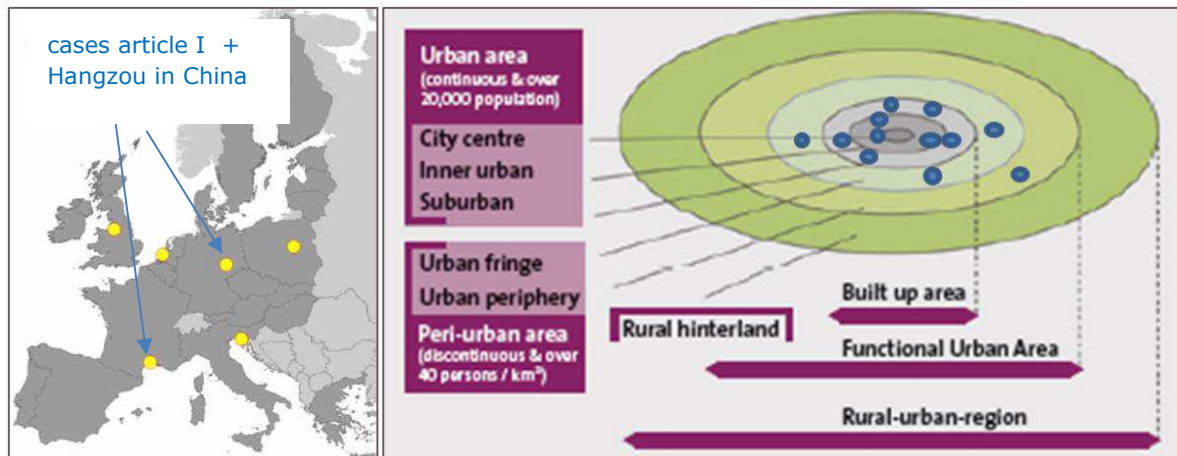 cases article I +
Hangzou in China
Urban area
(continuous & over
20,000 population)
City centre
Inner urban
Suburban
Urban fringe
Urban periphery
Peri-urban area
(discontinuous & over
40 persons / km²)
Rural hinterland
Built up area
Functional Urban Area
Rural-urban-region